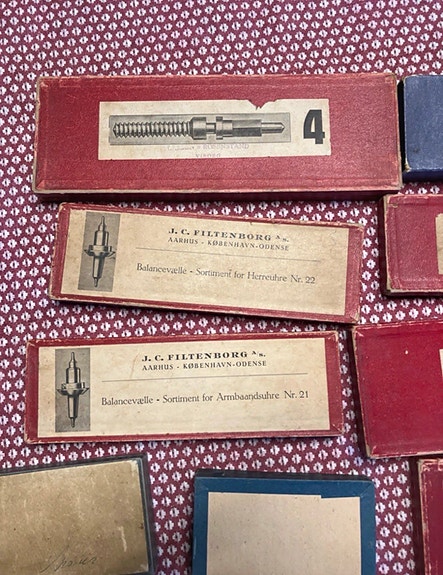 4
J. C. FILTENBORG A/S.
AARHUS - KØBENHAVN-ODENSE
Balancevælle - Sortiment for Herreuhre Nr. 22
J. C. FILTENBORG A/S.
AARHUS - KØBENHAVN-ODENSE
Balancevælle - Sortiment for Armbaandsuhre Nr. 21